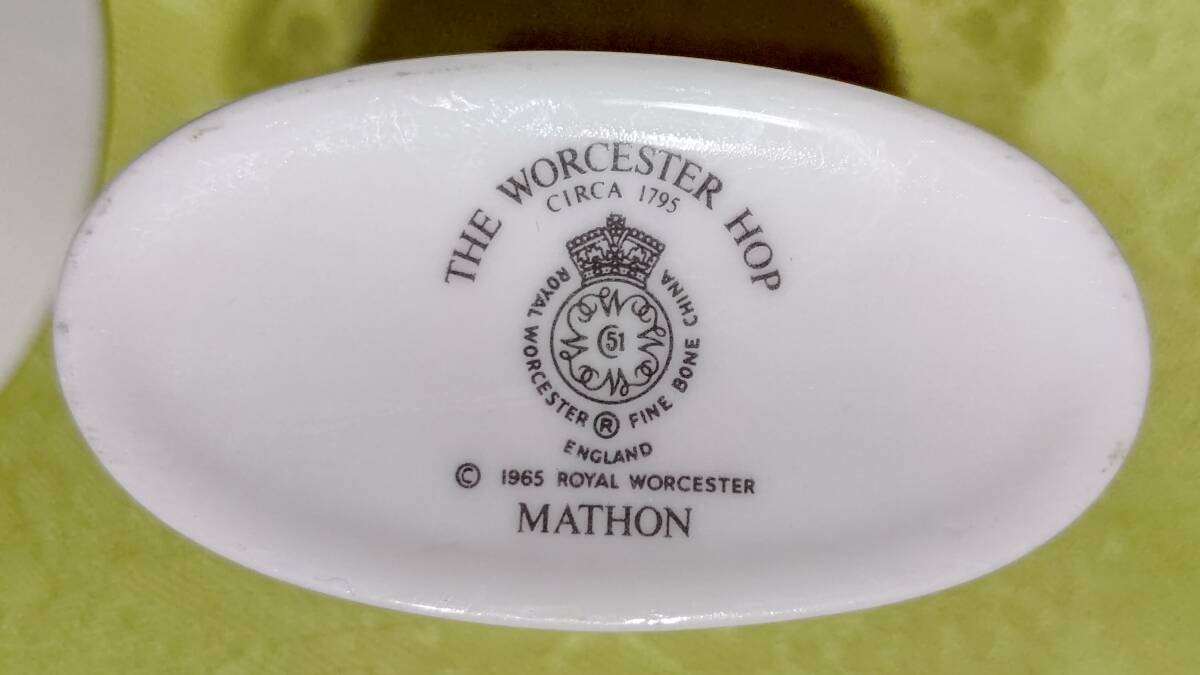 THE WORCESTER HOP
CIRCA 1795
51
ROYAL WORCESTER ® FINE BONE CHINA
ENGLAND
© 1965 ROYAL WORCESTER
MATHON